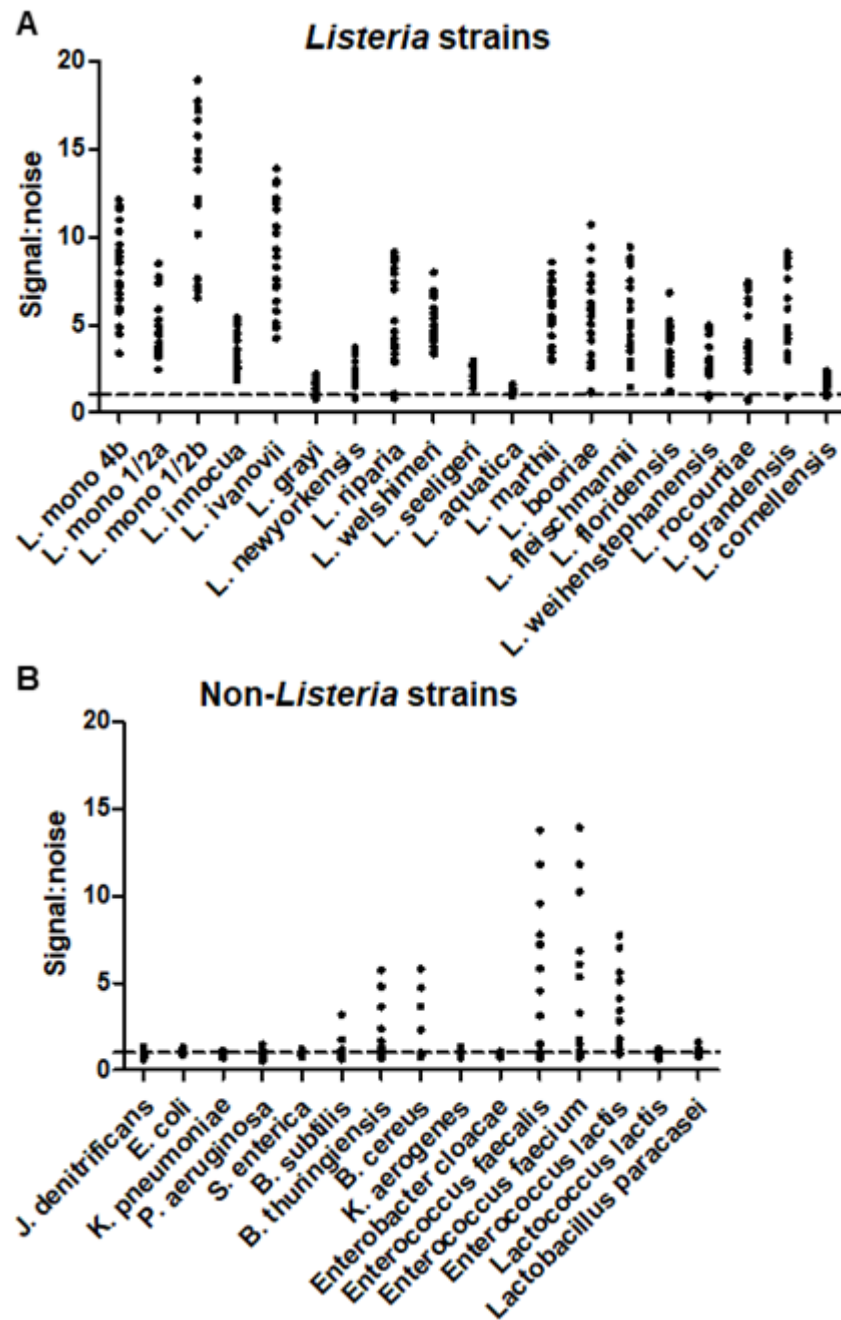 A
Listeria strains
20
15
10
5
0
Signal:noise
L. mono 4b
L. mono 1/2a
L. mono 1/2b
L. innocua
L. ivanovii
L. grayi
L. newyorkensis
L. riparia
L. welshimeri
L. seeligeri
L. aquatica
L. marthii
L. booriae
L. fleischmannii
L. floridensis
L. weihenstephanensis
L. rocourtiae
L. grandensis
L. cornellensis
B
Non-Listeria strains
20
15
10
5
0
Signal:noise
J. denitrificans
E. coli
K. pneumoniae
P. aeruginosa
S. enterica
B. subtilis
B. thuringiensis
B. cereus
K. aerogenes
Enterobacter cloacae
Enterococcus faecalis
Enterococcus faecium
Enterococcus lactis
Lactococcus lactis
Lactobacillus paracasei